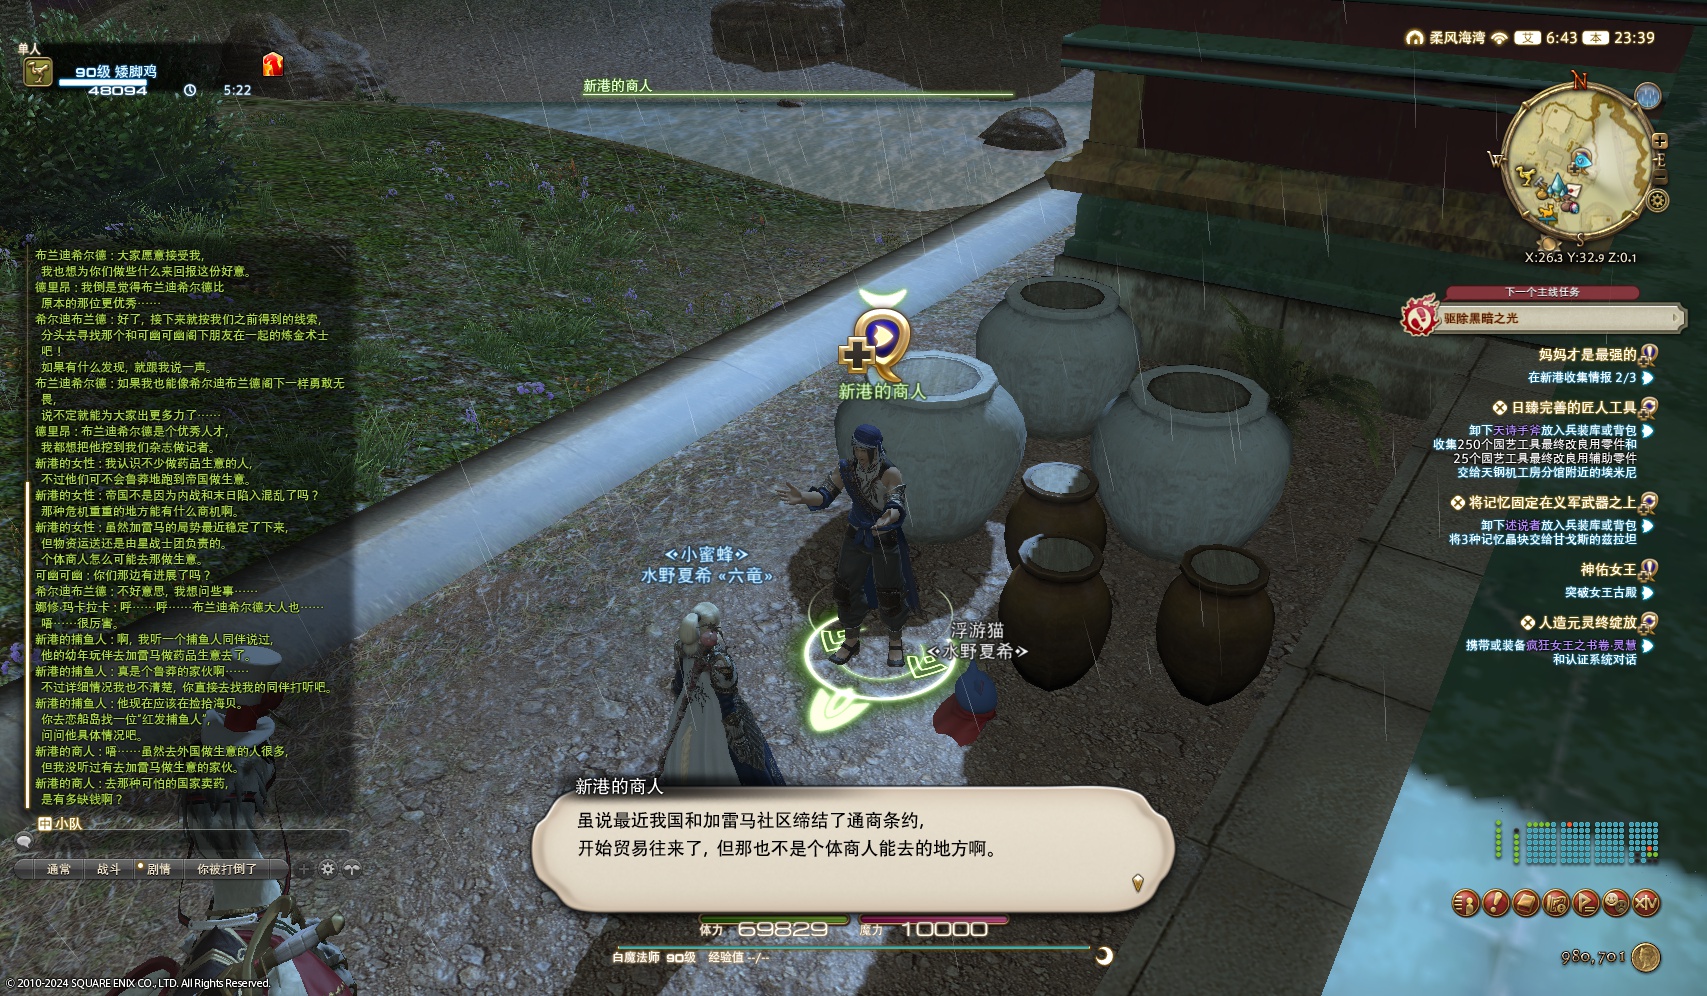 单人
90级 矮脚鸡
48094
5:22
新港的商人
柔风海湾 艾 6:43 本 23:39
N
W
E
S
X:26.3 Y:32.9 Z:0.1
下一个主线任务
驱除黑暗之光
妈妈才是最强的
在新港收集情报 2/3
日臻完善的匠人工具
卸下天诗手斧放入兵装库或背包
收集250个园艺工具最终改良用零件和
25个园艺工具最终改良用辅助零件
交给天钢机工房分馆附近的埃米尼
将记忆固定在义军武器之上
卸下述说者放入兵装库或背包
将3种记忆晶块交给甘戈斯的兹拉坦
神佑女王
突破女王古殿
人造元灵终绽放
携带或装备疯狂女王之书卷·灵慧
和认证系统对话
布兰迪希尔德：大家愿意接受我，
我也想为你们做些什么来回报这份好意。
德里昂：我倒是觉得布兰迪希尔德比
原本的那位更优秀……
希尔迪布兰德：好了，接下来就按我们之前得到的线索，
分头去寻找那个和可幽可幽阁下朋友在一起的炼金术士
吧！
如果有什么发现，就跟我说一声。
布兰迪希尔德：如果我也能像希尔迪布兰德阁下一样勇敢无
畏，
说不定就能为大家出更多力了……
德里昂：布兰迪希尔德是个优秀人才，
我都想把他挖到我们杂志做记者。
新港的女性：我认识不少做药品生意的人，
不过他们可不会鲁莽地跑到帝国做生意。
新港的女性：帝国不是因为内战和末日陷入混乱了吗？
那种危机重重的地方能有什么商机啊。
新港的女性：虽然加雷马的局势最近稳定了下来，
但物资运送还是由星战士团负责的。
个体商人怎么可能去那做生意。
可幽可幽：你们那边有进展了吗？
希尔迪布兰德：不好意思，我想问些事……
娜修·玛卡拉卡：呼……呼……布兰迪希尔德大人也……
唔……很厉害。
新港的捕鱼人：啊，我听一个捕鱼人同伴说过，
他的幼年玩伴去加雷马做药品生意去了。
新港的捕鱼人：真是个鲁莽的家伙啊……
不过详细情况我也不清楚，你直接去找我的同伴打听吧。
新港的捕鱼人：他现在应该在捡拾海贝。
你去恋船岛找一位“红发捕鱼人”，
问问他具体情况吧。
新港的商人：唔……虽然去外国做生意的人很多，
但我没听过有去加雷马做生意的家伙。
新港的商人：去那种可怕的国家卖药，
是有多缺钱啊？
中 小队
通常 战斗 剧情 你被打倒了
新港的商人
《小蜜蜂》
水野夏希 «六竜»
浮游猫
《水野夏希》
新港的商人
虽说最近我国和加雷马社区缔结了通商条约，
开始贸易往来了，但那也不是个体商人能去的地方啊。
体力 69829 魔力 10000
白魔法师 90级 经验值 --/--
XIV
980,701
© 2010-2024 SQUARE ENIX CO., LTD. All Rights Reserved.